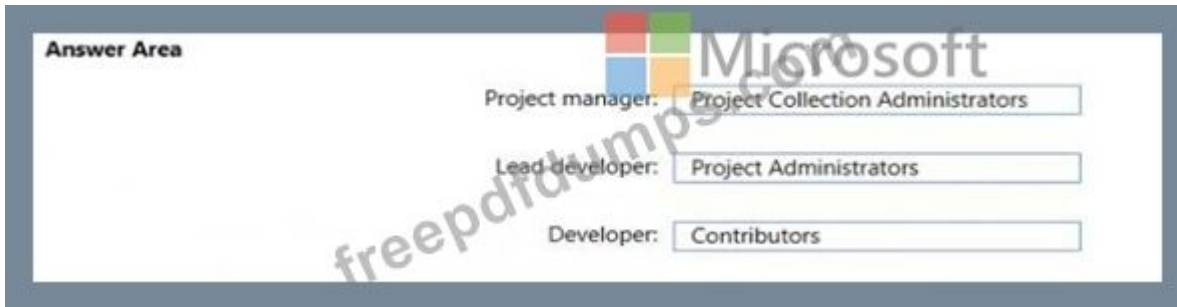 Answer Area
Microsoft
Project manager: Project Collection Administrators
Lead developer: Project Administrators
Developer: Contributors
freepdfdumps.com